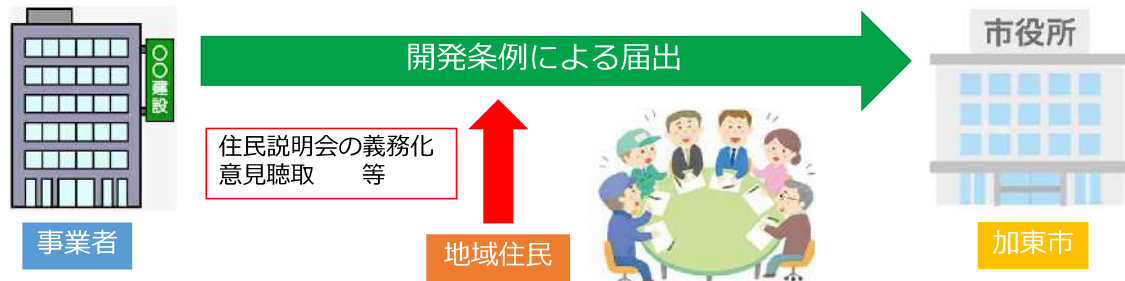 〇〇建設
開発条例による届出
市役所
住民説明会の義務化
意見聴取　　等
事業者
地域住民
加東市